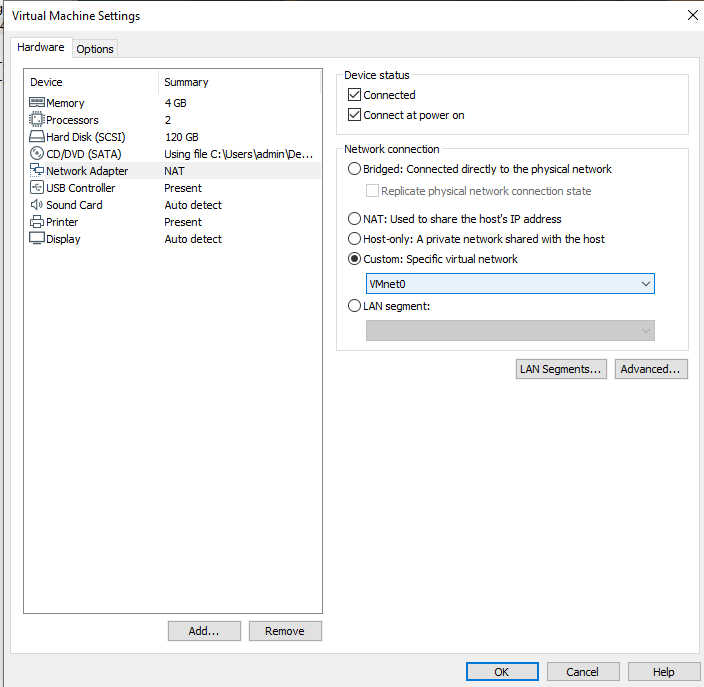 Virtual Machine Settings
Hardware
Options
Device Summary
Memory 4 GB
Processors 2
Hard Disk (SCSI) 120 GB
CD/DVD (SATA) Using file C:\Users\admin\De...
Network Adapter NAT
USB Controller Present
Sound Card Auto detect
Printer Present
Display Auto detect
Add...
Remove
Device status
Connected
Connect at power on
Network connection
Bridged: Connected directly to the physical network
Replicate physical network connection state
NAT: Used to share the host's IP address
Host-only: A private network shared with the host
Custom: Specific virtual network
VMnet0
LAN segment:
LAN Segments...
Advanced...
OK
Cancel
Help